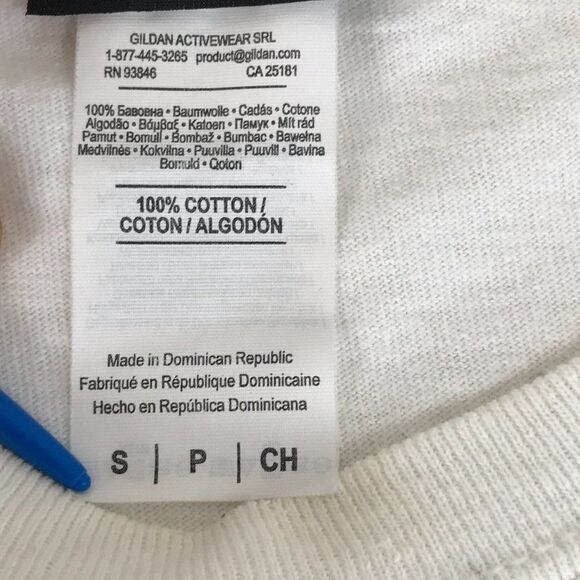 GILDAN ACTIVEWEAR SRL
1-877-445-3265 product@gildan.com
RN 93846 CA 25181
100% Бавовна • Baumwolle • Cadás • Cotone
Algodão • Βάμβαξ • Katoen • Памук • Mit rád
Pamut • Bomull • Bombaž • Bumbac • Bawełna
Medvilnės • Kokvilna • Puuvilla • Puuvill • Bavlna
Bomuld • Qoton
100% COTTON /
COTON / ALGODÓN
Made in Dominican Republic
Fabriqué en République Dominicaine
Hecho en República Dominicana
S | P | CH